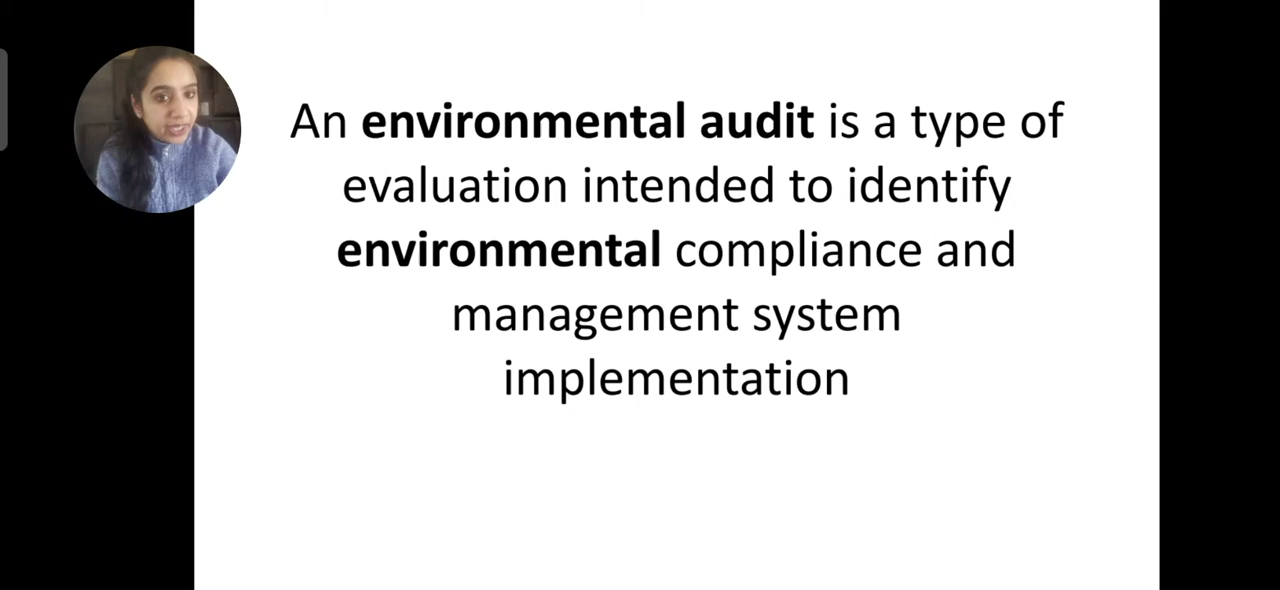 An environmental audit is a type of
evaluation intended to identify
environmental compliance and
management system
implementation